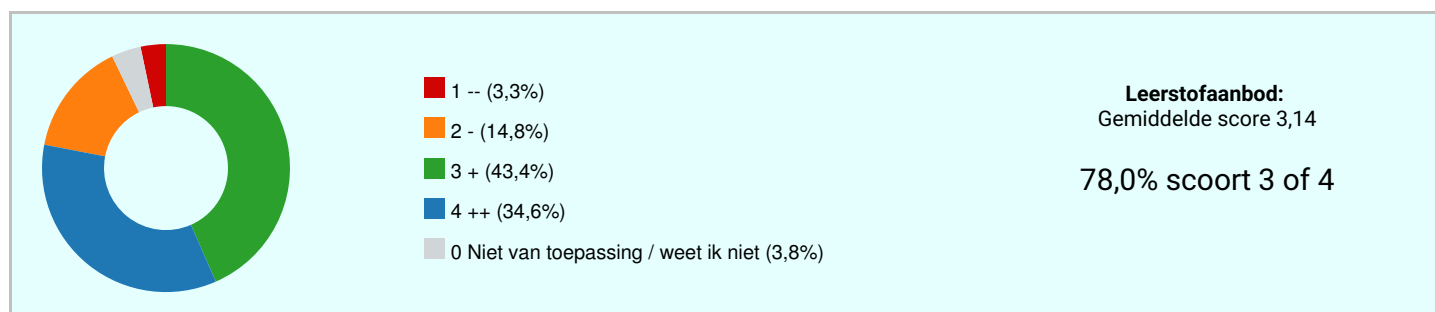 1 -- (3,3%)
2 - (14,8%)
3 + (43,4%)
4 ++ (34,6%)
0 Niet van toepassing / weet ik niet (3,8%)
Leerstofaanbod:
Gemiddelde score 3,14
78,0% scoort 3 of 4